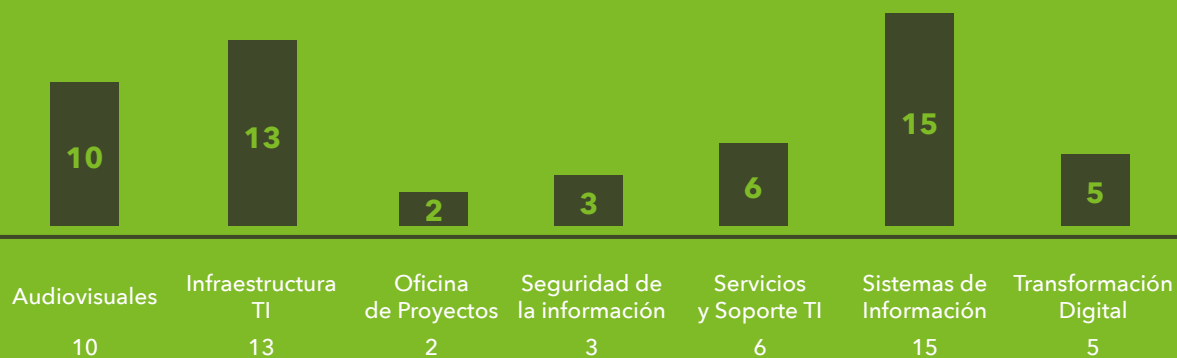 10
13
2
3
6
15
5
Audiovisuales
Infraestructura
TI
Oficina
de Proyectos
Seguridad de
la información
Servicios
y Soporte TI
Sistemas de
Información
Transformación
Digital
10
13
2
3
6
15
5